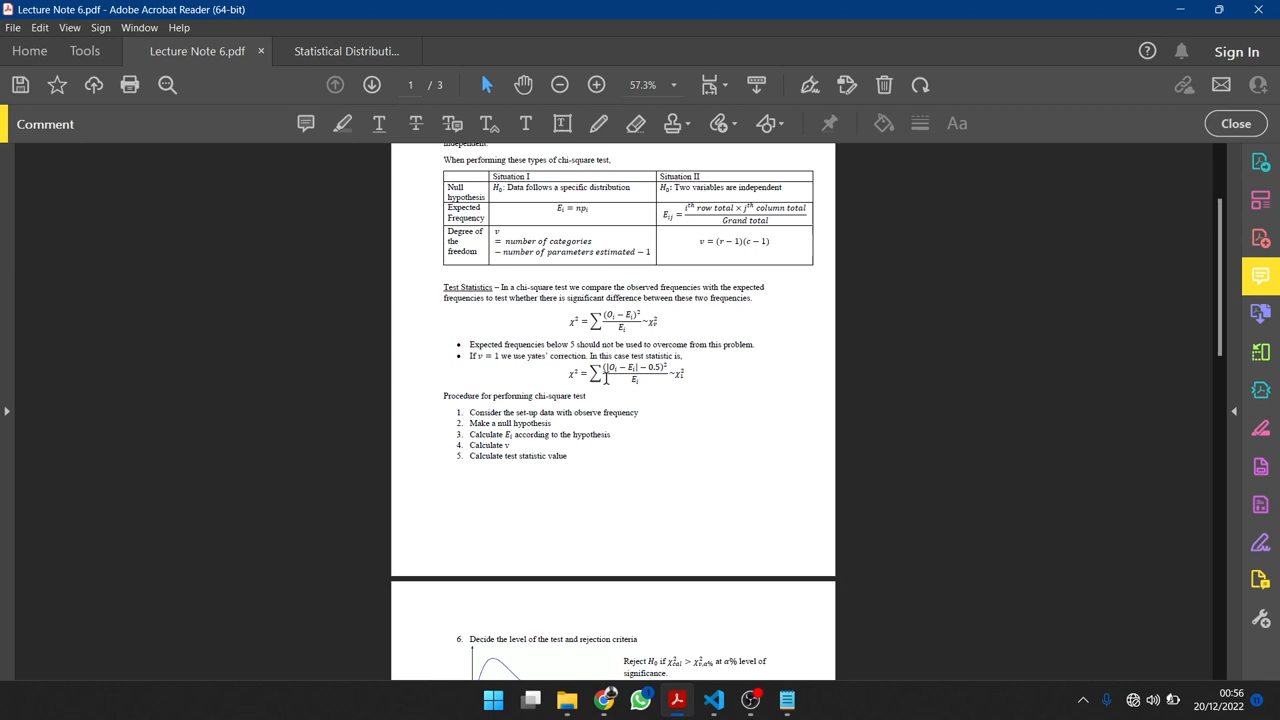 Lecture Note 6.pdf - Adobe Acrobat Reader (64-bit)
File Edit View Sign Window Help
Home Tools Lecture Note 6.pdf × Statistical Distributi... Sign In
1 / 3 57.3%
Comment Close
independent.
When performing these types of chi-square test,
Situation I Situation II
Null hypothesis H₀: Data follows a specific distribution H₀: Two variables are independent
Expected Frequency Eᵢ = npᵢ Eᵢⱼ = (iᵗʰ row total × jᵗʰ column total) / Grand total
Degree of the freedom v = number of categories − number of parameters estimated − 1 v = (r − 1)(c − 1)
Test Statistics – In a chi-square test we compare the observed frequencies with the expected
frequencies to test whether there is significant difference between these two frequencies.
χ² = ∑ (Oᵢ − Eᵢ)² / Eᵢ ~χ²ᵥ
• Expected frequencies below 5 should not be used to overcome from this problem.
• If v = 1 we use yates' correction. In this case test statistic is,
χ² = ∑ (|Oᵢ − Eᵢ| − 0.5)² / Eᵢ ~χ²₁
Procedure for performing chi-square test
1. Consider the set-up data with observe frequency
2. Make a null hypothesis
3. Calculate Eᵢ according to the hypothesis
4. Calculate v
5. Calculate test statistic value
6. Decide the level of the test and rejection criteria
Reject H₀ if χ²cal > χ²v,α% at α% level of
significance.
1
00:26
20/12/2022
11